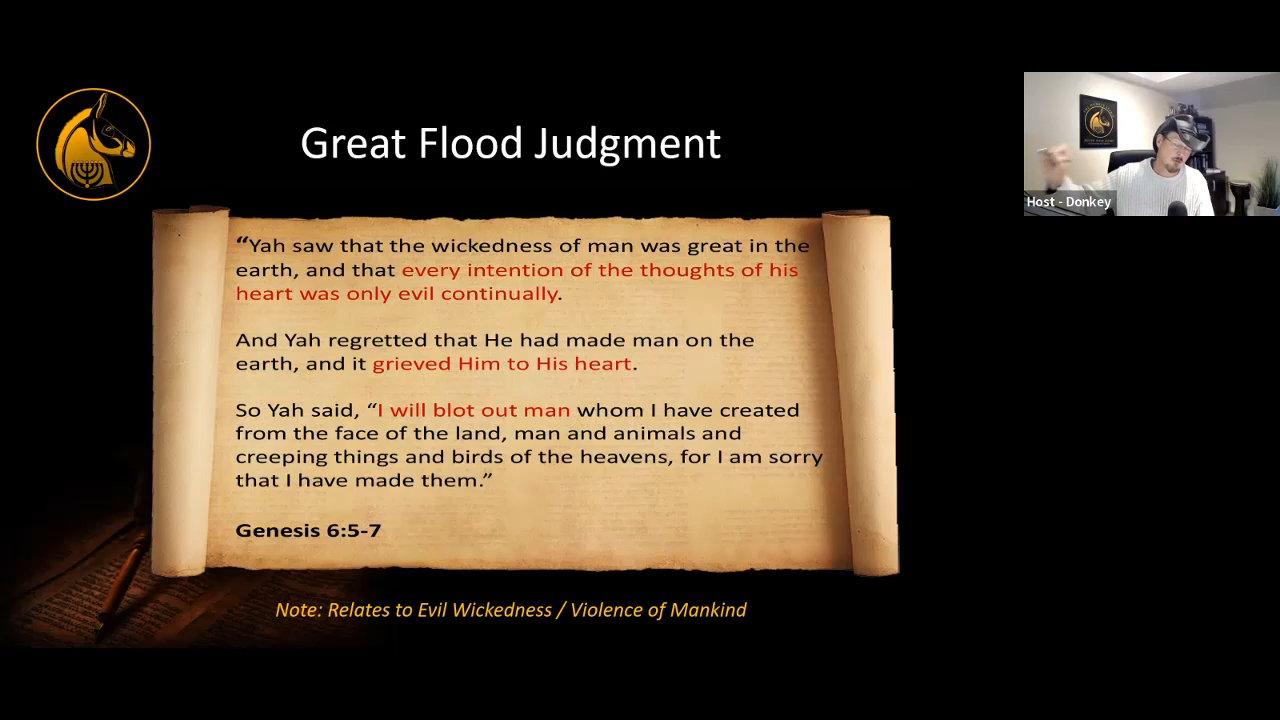 Great Flood Judgment
“Yah saw that the wickedness of man was great in the
earth, and that every intention of the thoughts of his
heart was only evil continually.
And Yah regretted that He had made man on the
earth, and it grieved Him to His heart.
So Yah said, “I will blot out man whom I have created
from the face of the land, man and animals and
creeping things and birds of the heavens, for I am sorry
that I have made them.”
Genesis 6:5-7
Note: Relates to Evil Wickedness / Violence of Mankind
Host - Donkey